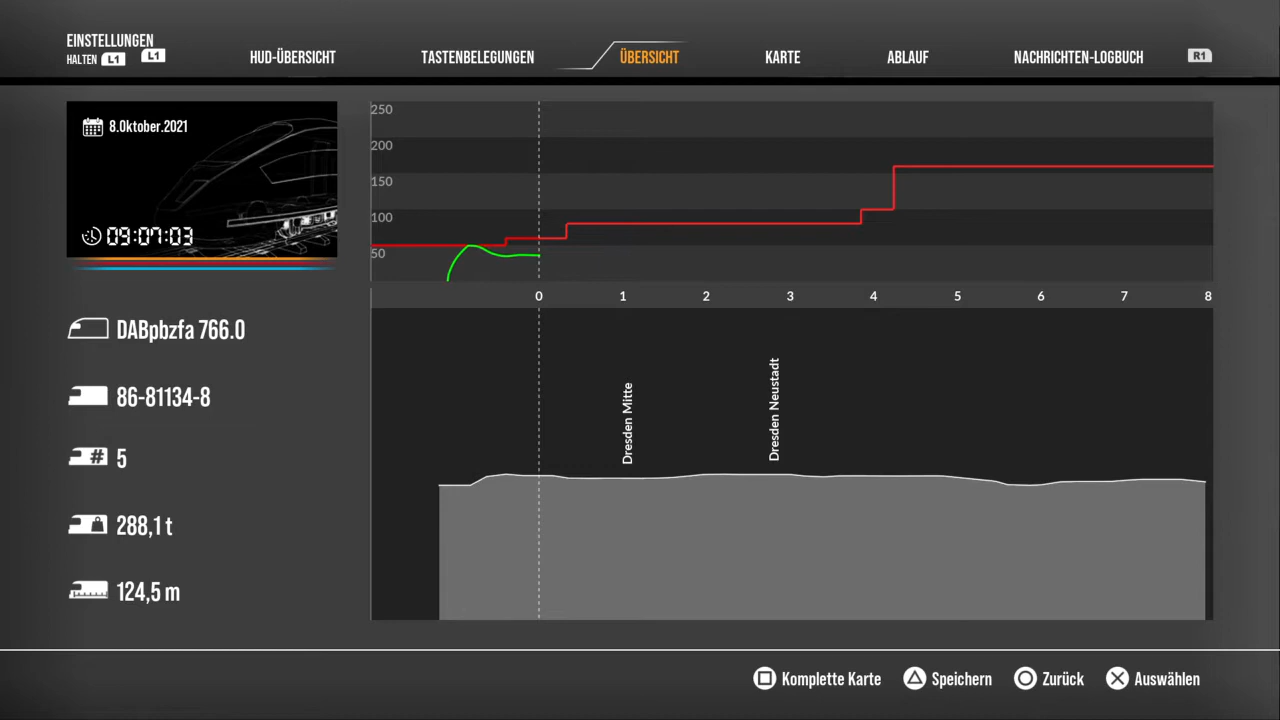 EINSTELLUNGEN
HALTEN L1 L1
HUD-ÜBERSICHT
TASTENBELEGUNGEN
ÜBERSICHT
KARTE
ABLAUF
NACHRICHTEN-LOGBUCH
R1
8.Oktober.2021
09:07:03
DABpbzfa 766.0
86-81134-8
# 5
288,1 t
124,5 m
250
200
150
100
50
0 1 2 3 4 5 6 7 8
Dresden Mitte
Dresden Neustadt
Komplette Karte
Speichern
Zurück
Auswählen